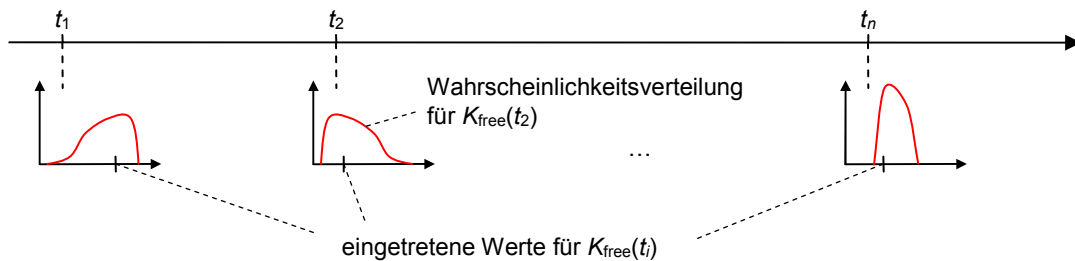 t1 t2 tn
Wahrscheinlichkeitsverteilung
für Kfree(t2)
...
eingetretene Werte für Kfree(ti)